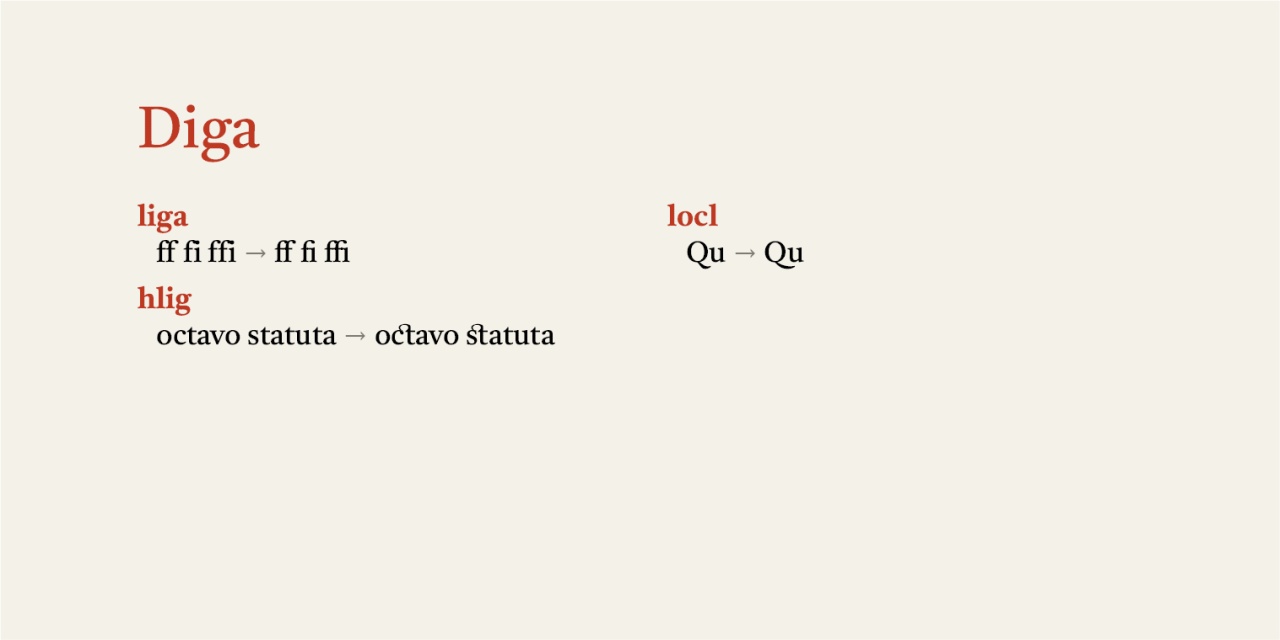 Diga
liga
ff fi ffi → ff fi ffi
hlig
octavo statuta → octavo statuta
locl
Qu → Qu